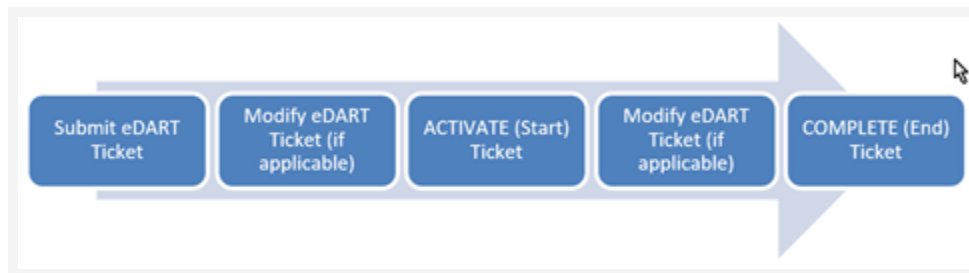 Submit eDART
Ticket
Modify eDART
Ticket (if
applicable)
ACTIVATE (Start)
Ticket
Modify eDART
Ticket (if
applicable)
COMPLETE (End)
Ticket